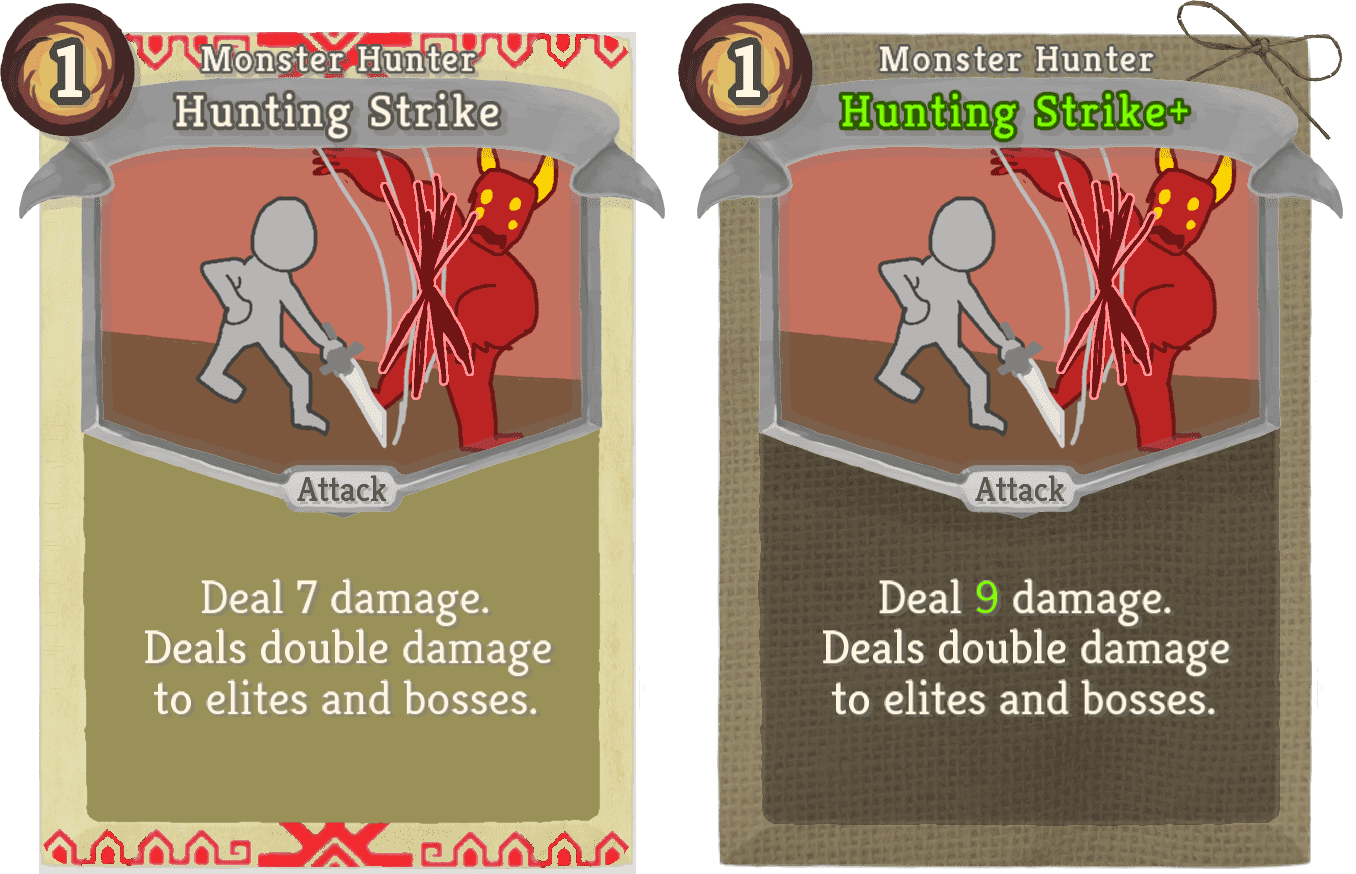 1
Monster Hunter
Hunting Strike
Attack
Deal 7 damage.
Deals double damage
to elites and bosses.
1
Monster Hunter
Hunting Strike+
Attack
Deal 9 damage.
Deals double damage
to elites and bosses.